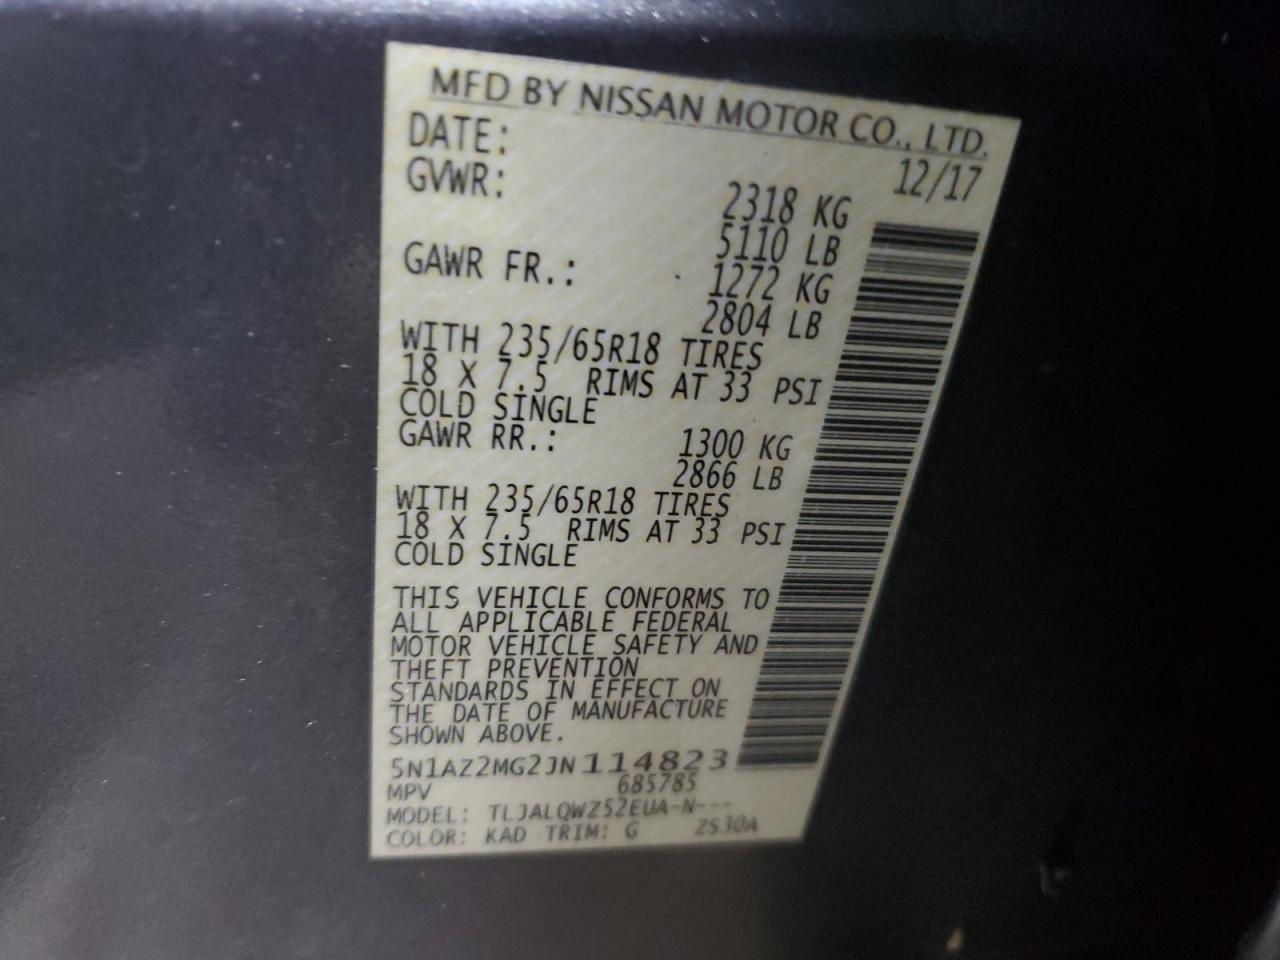 MFD BY NISSAN MOTOR CO., LTD.
DATE: 12/17
GVWR: 2318 KG
5110 LB
GAWR FR.: 1272 KG
2804 LB
WITH 235/65R18 TIRES
18 X 7.5 RIMS AT 33 PSI
COLD SINGLE
GAWR RR.: 1300 KG
2866 LB
WITH 235/65R18 TIRES
18 X 7.5 RIMS AT 33 PSI
COLD SINGLE
THIS VEHICLE CONFORMS TO
ALL APPLICABLE FEDERAL
MOTOR VEHICLE SAFETY AND
THEFT PREVENTION
STANDARDS IN EFFECT ON
THE DATE OF MANUFACTURE
SHOWN ABOVE.
5N1AZ2MG2JN114823
MPV 685785
MODEL: TLJALQWZ52EUA-N---
COLOR: KAD TRIM: G ZS30A